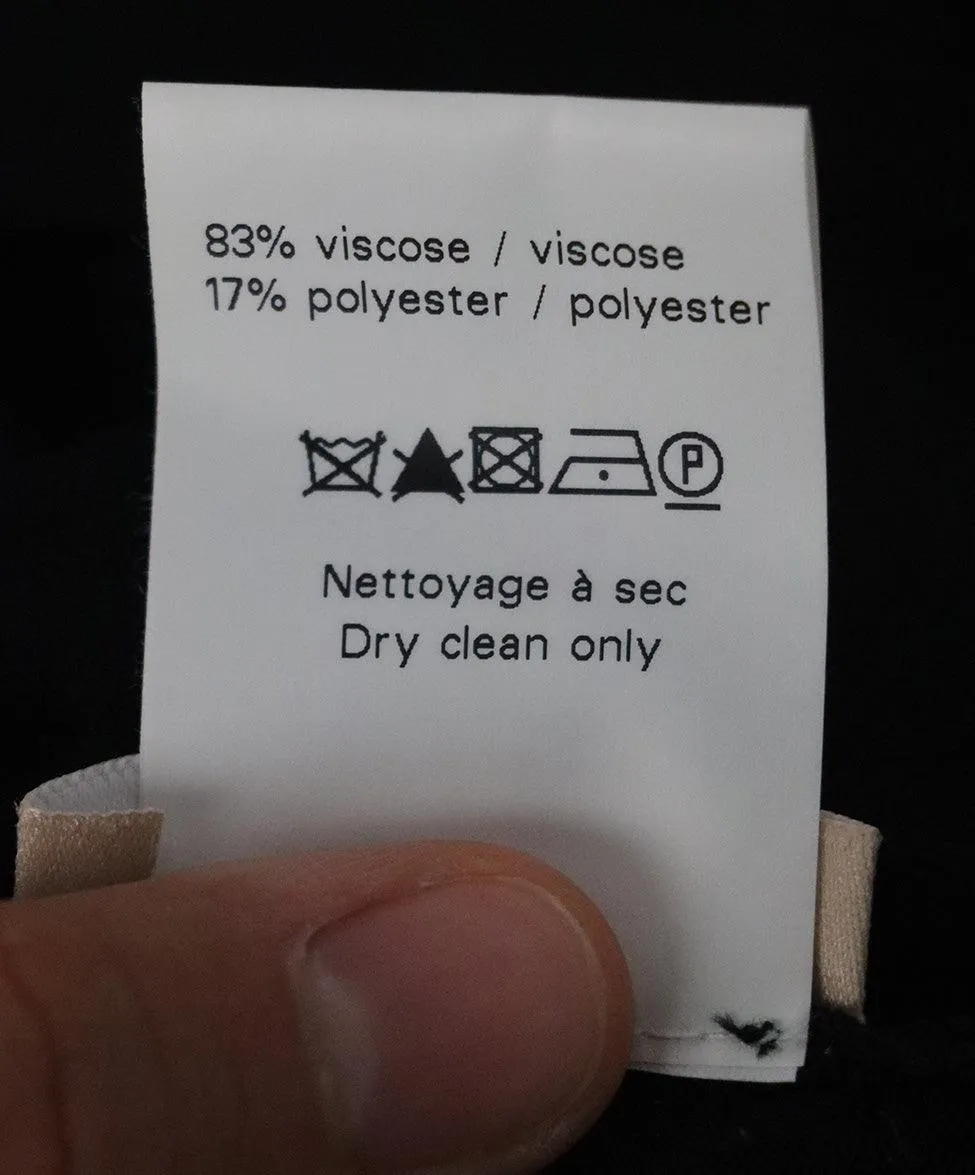 83% viscose / viscose
17% polyester / polyester
P
Nettoyage à sec
Dry clean only